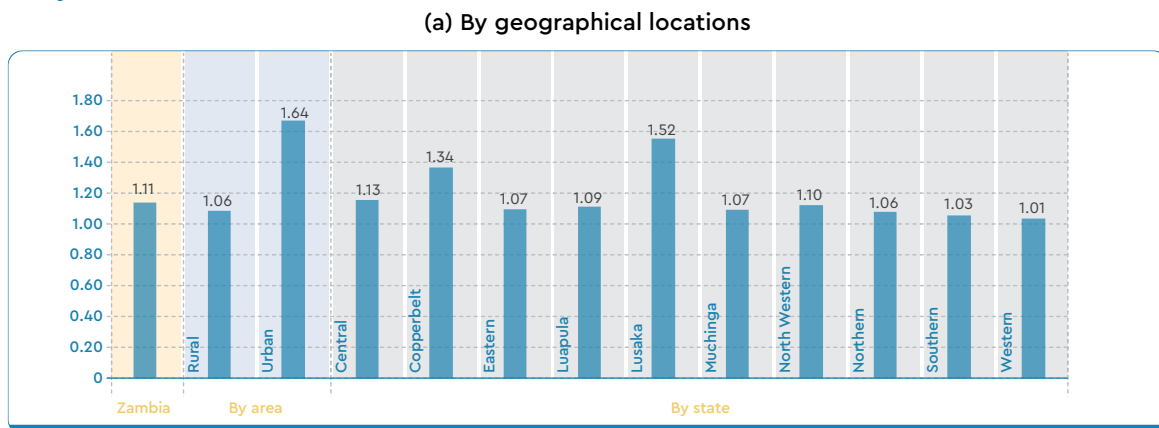 (a) By geographical locations
1.80
1.60
1.40
1.20
1.00
0.80
0.60
0.40
0.20
0
1.11
1.06
1.64
1.13
1.34
1.07
1.09
1.52
1.07
1.10
1.06
1.03
1.01
Rural
Urban
Central
Copperbelt
Eastern
Luapula
Lusaka
Muchinga
North Western
Northern
Southern
Western
Zambia
By area
By state